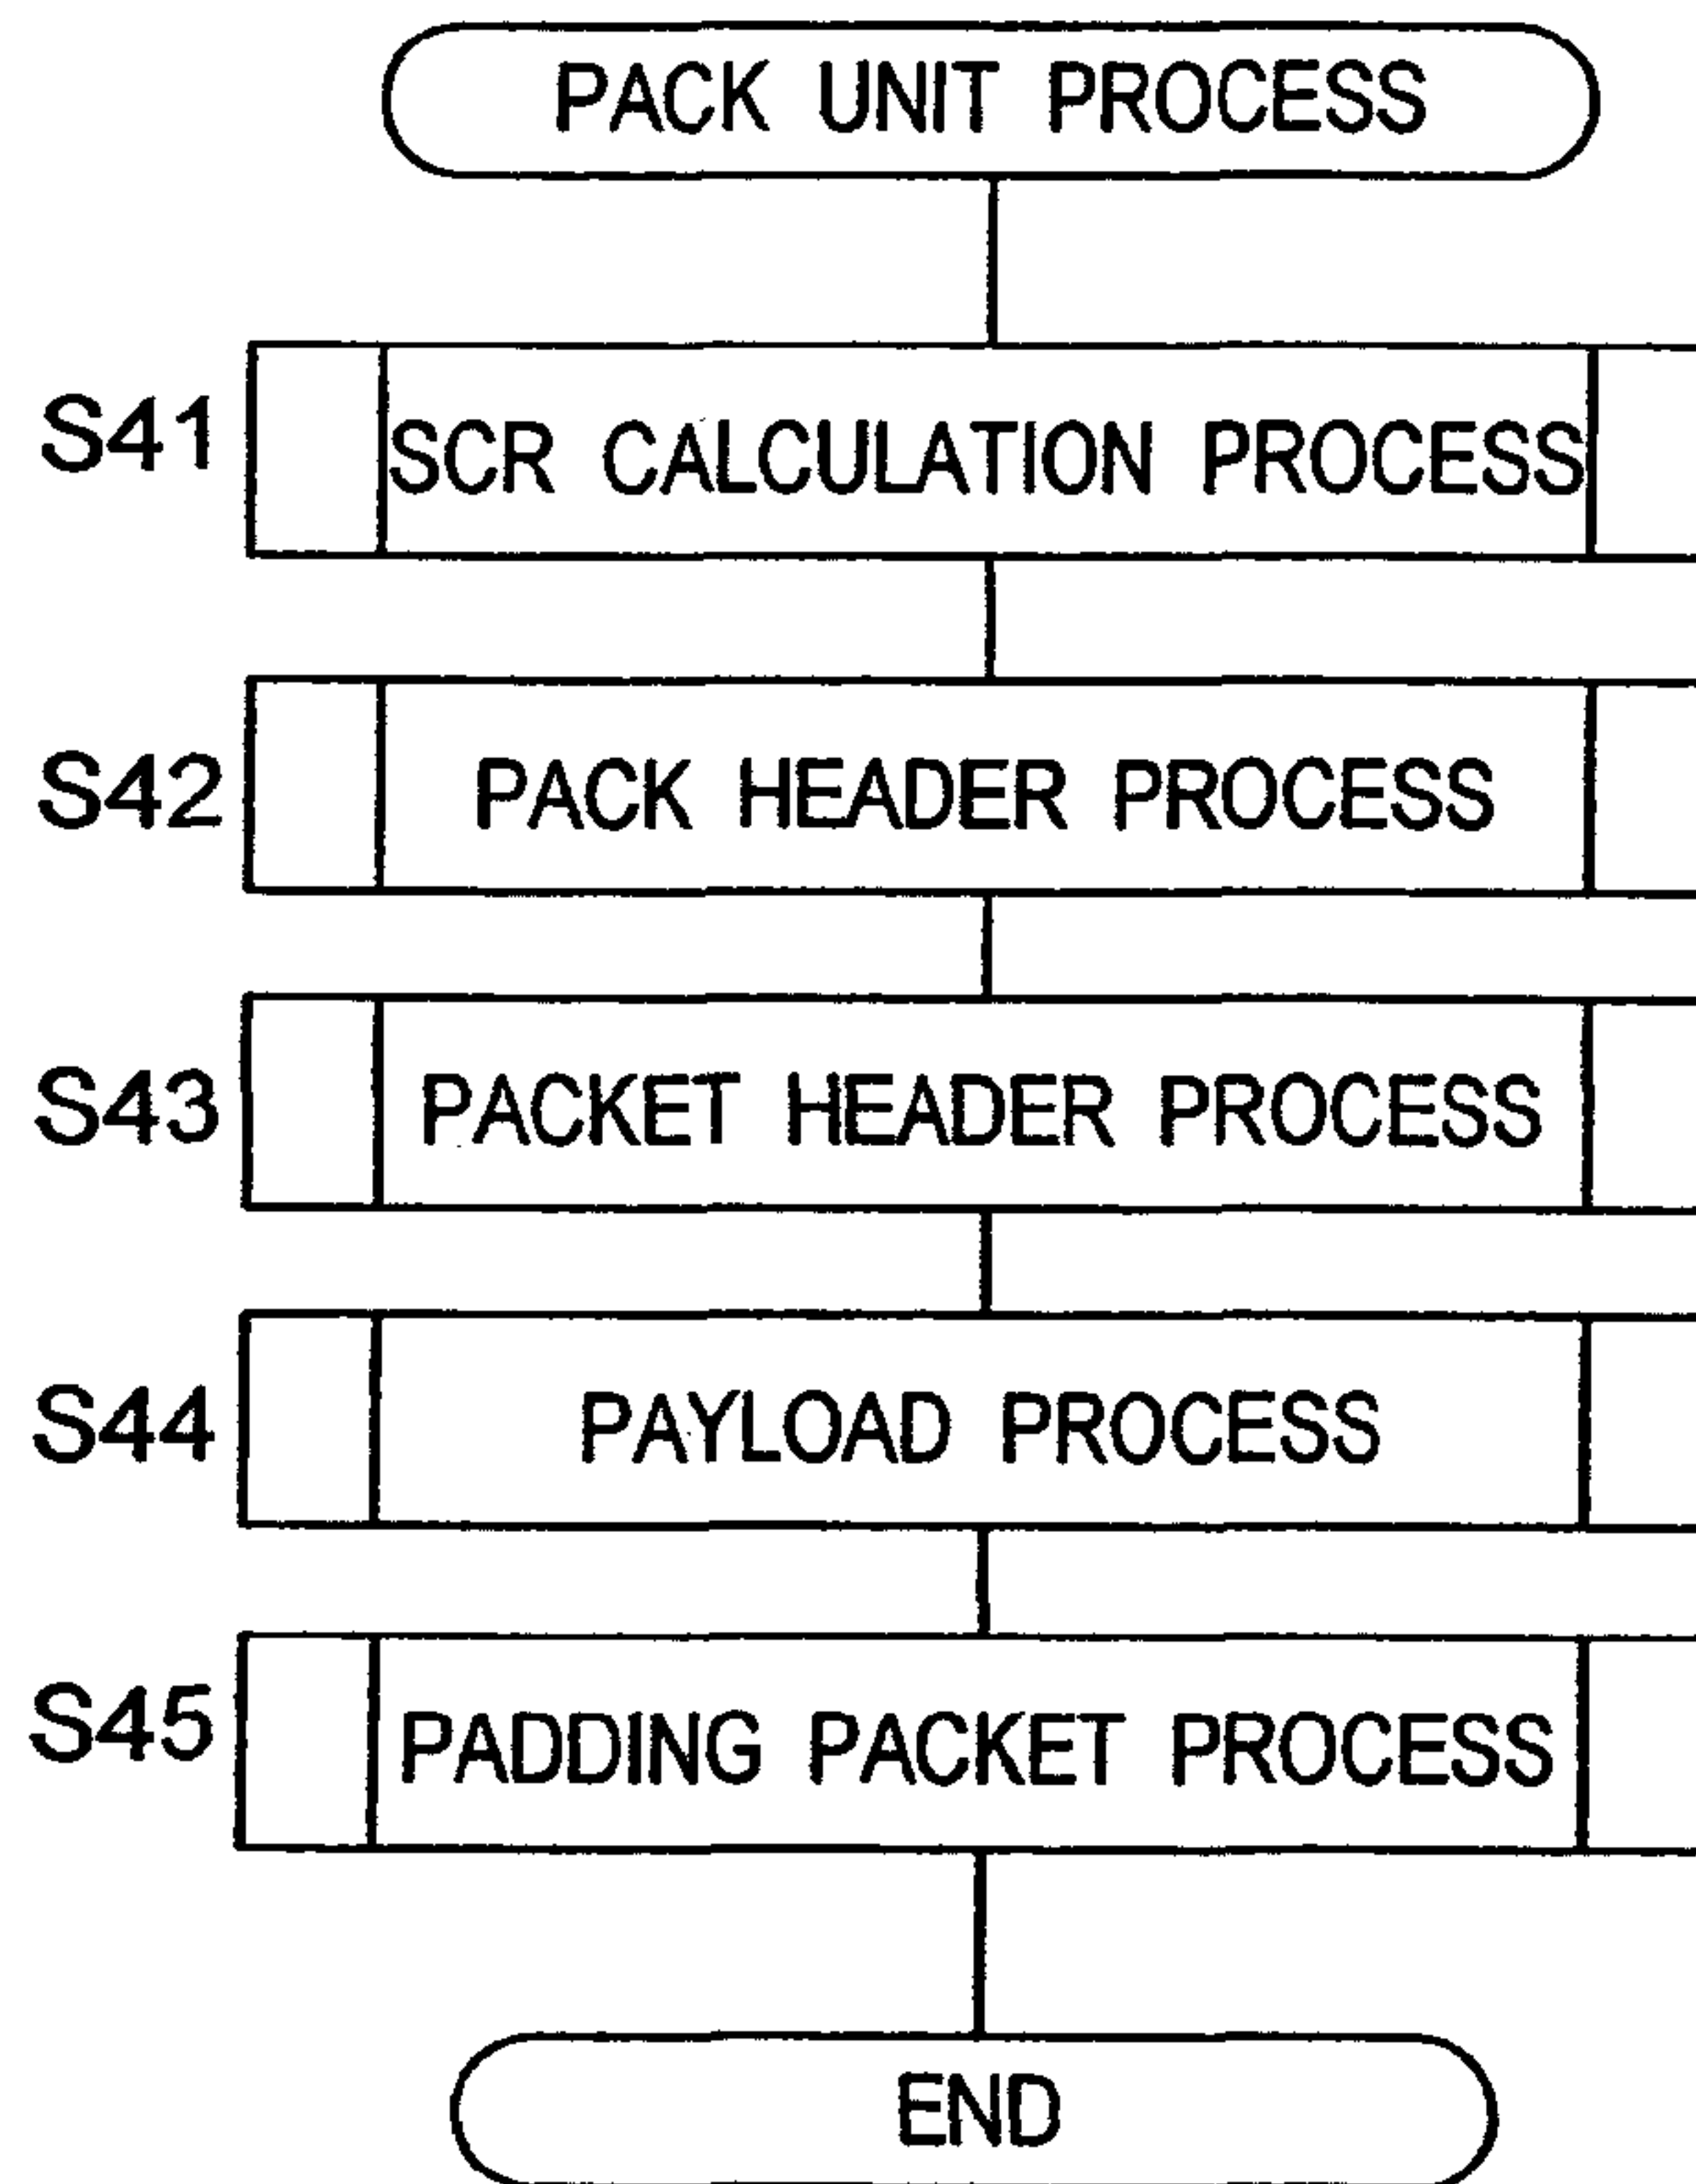 PACK UNIT PROCESS
S41 SCR CALCULATION PROCESS
S42 PACK HEADER PROCESS
S43 PACKET HEADER PROCESS
S44 PAYLOAD PROCESS
S45 PADDING PACKET PROCESS
END